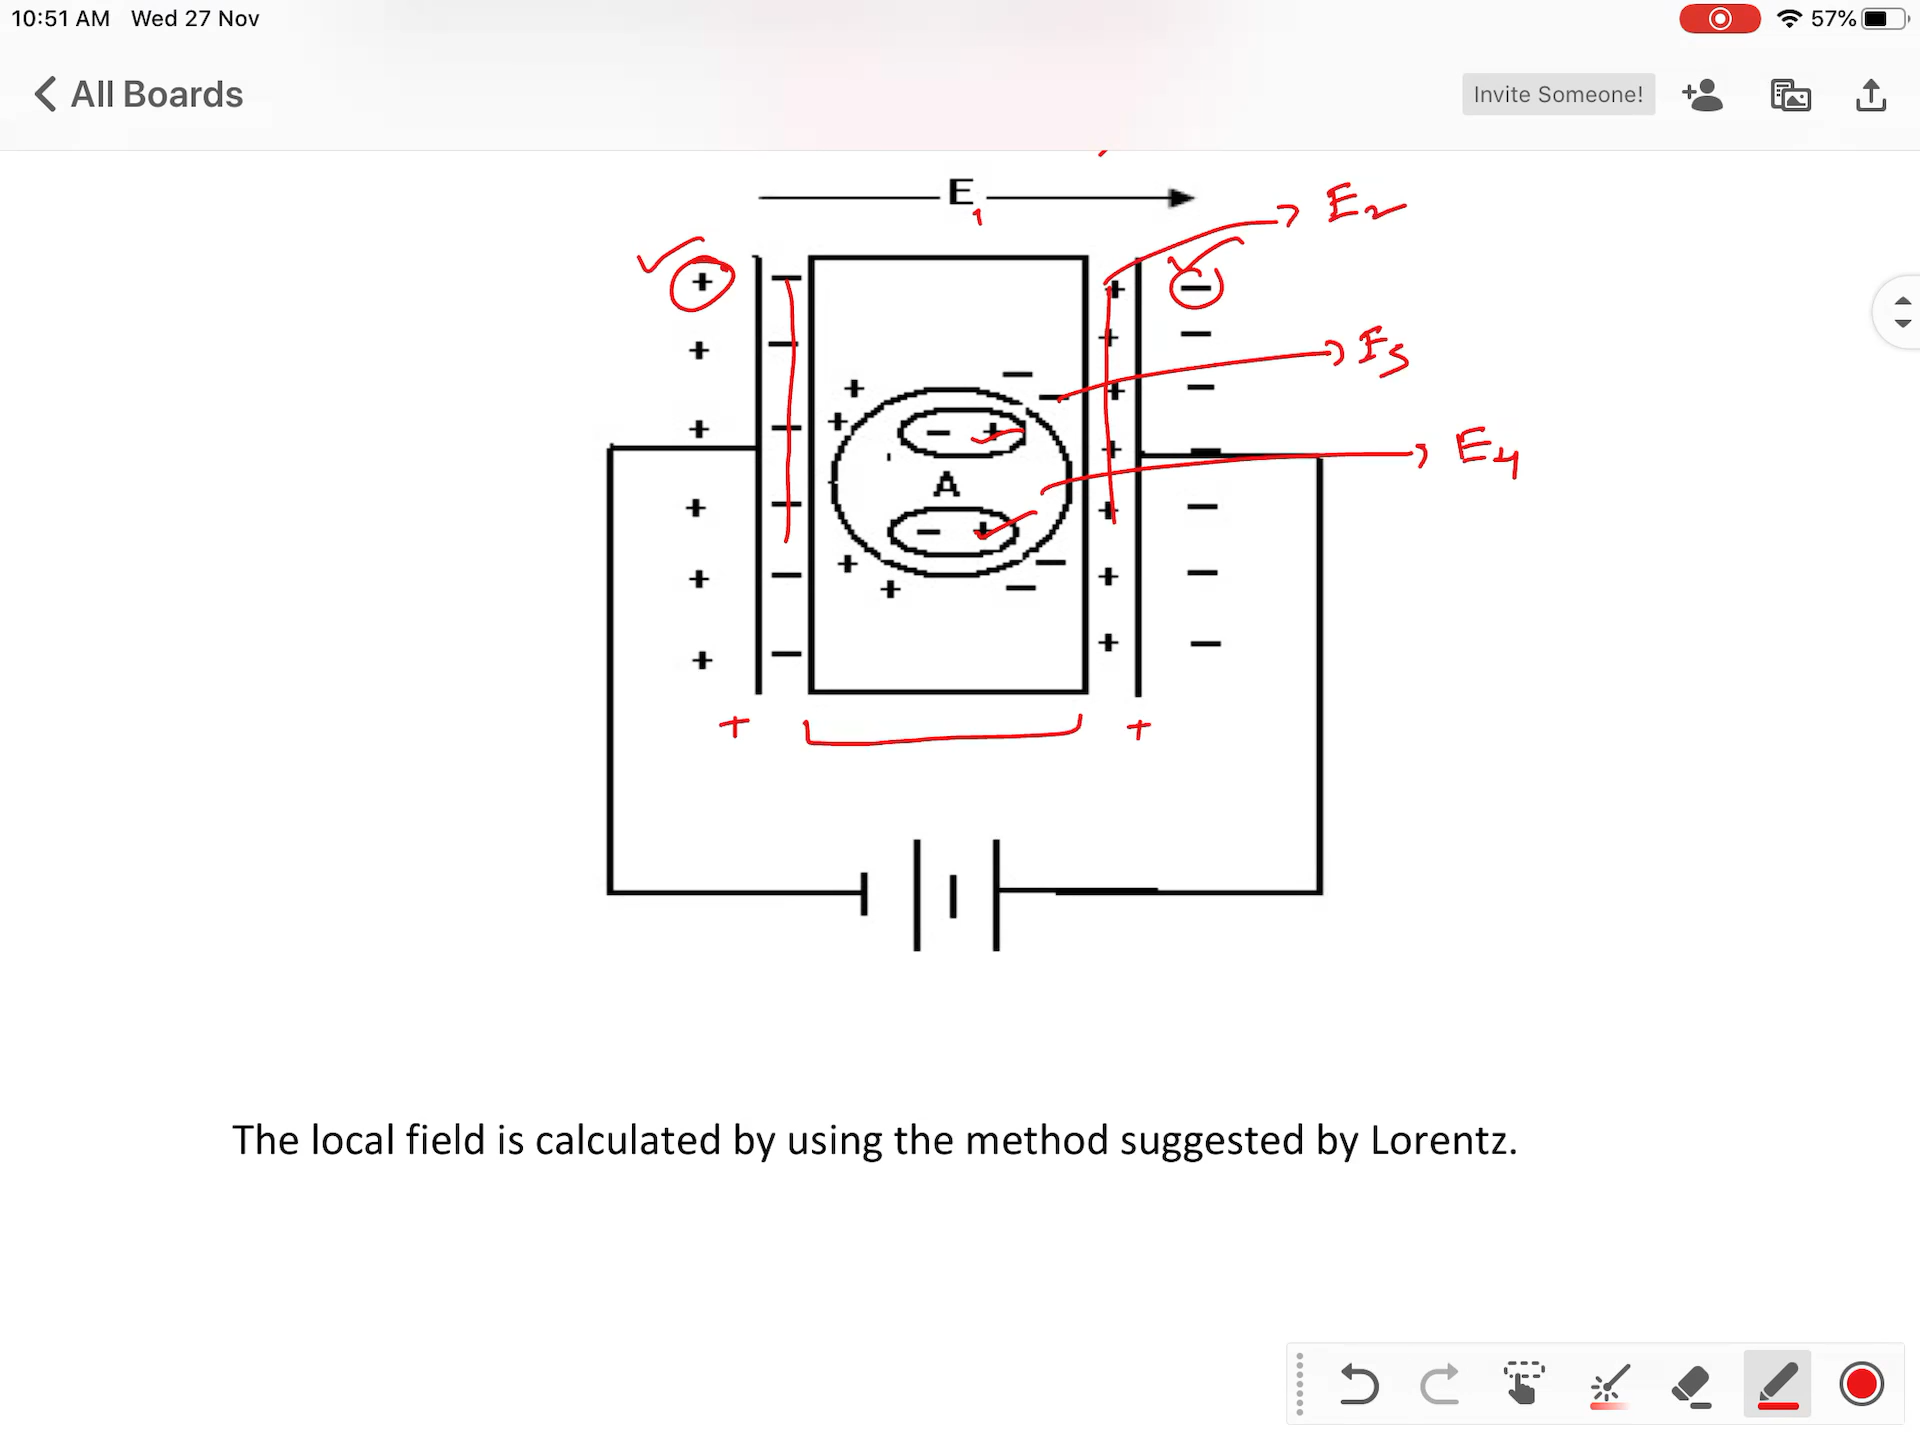 10:51 AM Wed 27 Nov
57%
All Boards
Invite Someone!
E1
E2
E3
E4
A
The local field is calculated by using the method suggested by Lorentz.